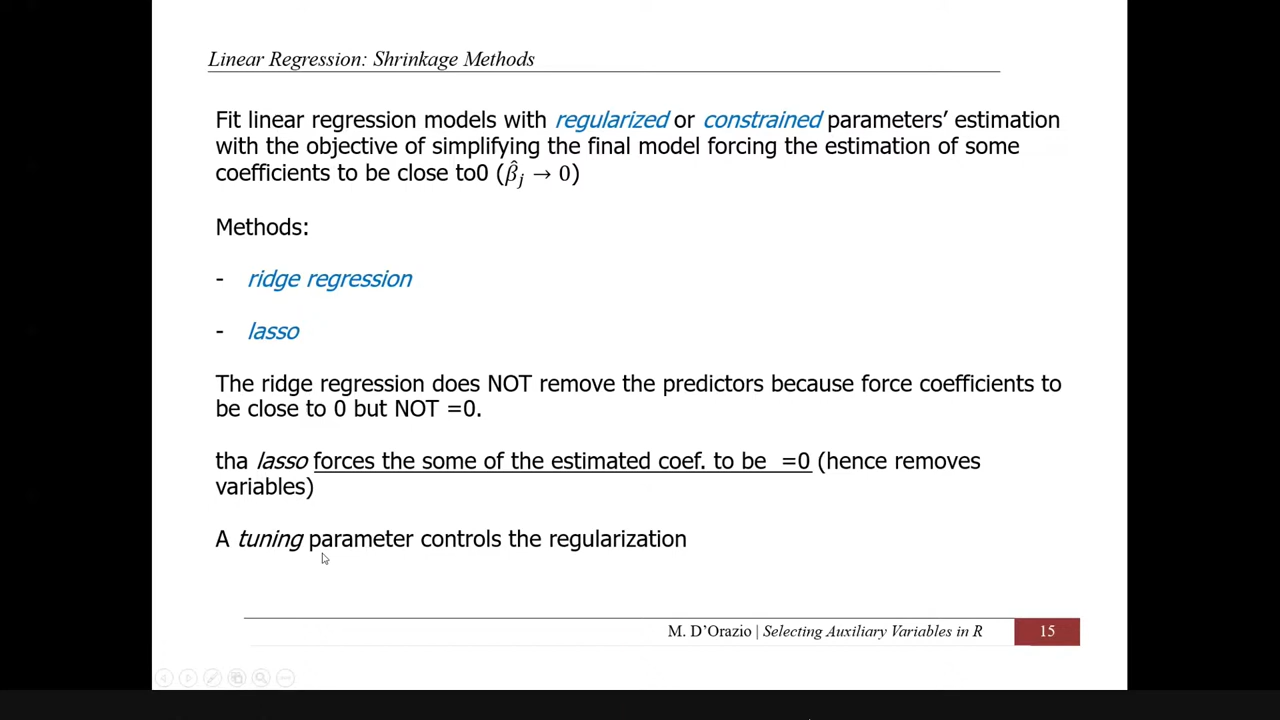 Linear Regression: Shrinkage Methods
Fit linear regression models with regularized or constrained parameters’ estimation
with the objective of simplifying the final model forcing the estimation of some
coefficients to be close to0 (β̂ⱼ → 0)
Methods:
- ridge regression
- lasso
The ridge regression does NOT remove the predictors because force coefficients to
be close to 0 but NOT =0.
tha lasso forces the some of the estimated coef. to be =0 (hence removes
variables)
A tuning parameter controls the regularization
M. D’Orazio | Selecting Auxiliary Variables in R 15